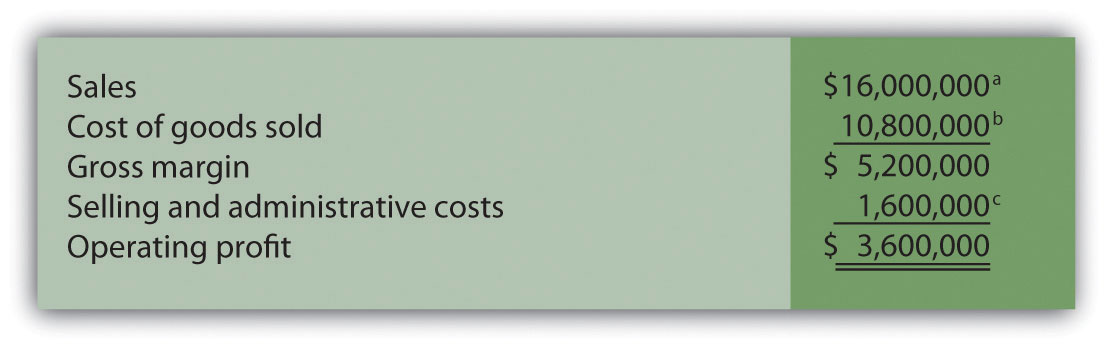 Sales $16,000,000ᵃ
Cost of goods sold 10,800,000ᵇ
Gross margin $ 5,200,000
Selling and administrative costs 1,600,000ᶜ
Operating profit $ 3,600,000